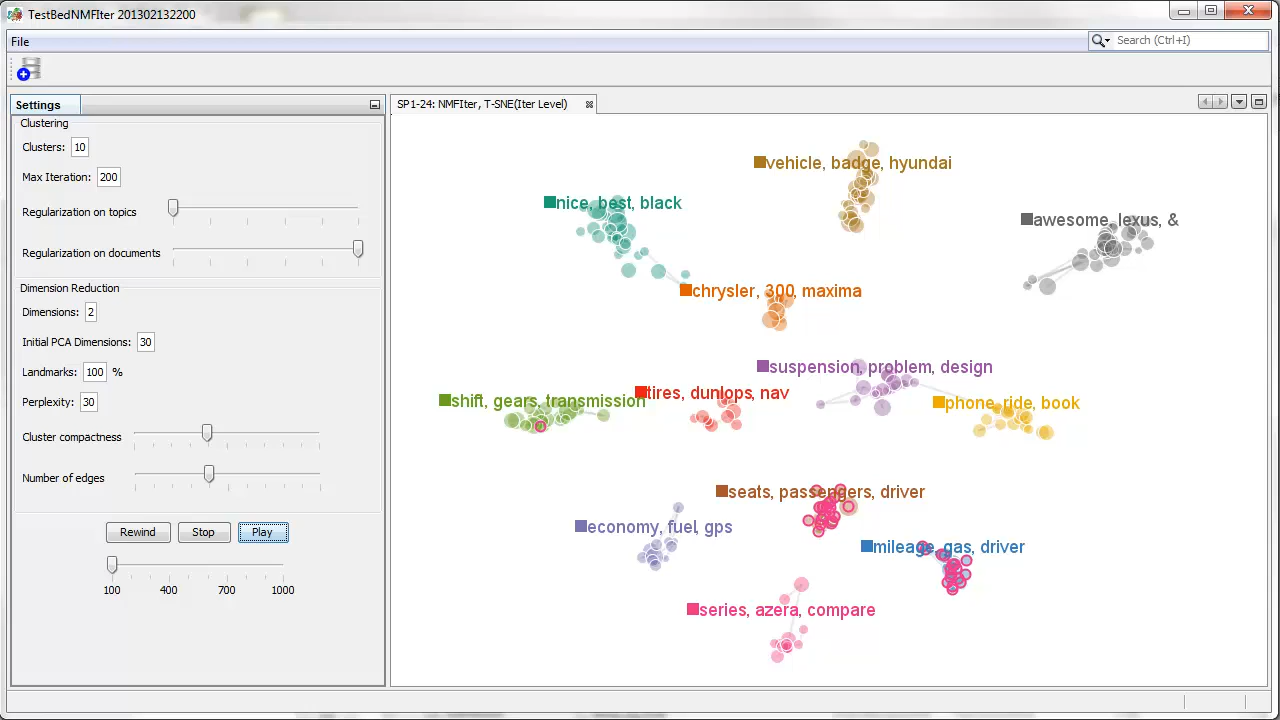 TestBedNMFIter 201302132200
File
Search (Ctrl+I)
Settings
SP1-24: NMFIter, T-SNE(Iter Level)
Clustering
Clusters: 10
Max Iteration: 200
Regularization on topics
Regularization on documents
Dimension Reduction
Dimensions: 2
Initial PCA Dimensions: 30
Landmarks: 100 %
Perplexity: 30
Cluster compactness
Number of edges
Rewind Stop Play
100 400 700 1000
vehicle, badge, hyundai
nice, best, black
awesome, lexus, &
chrysler, 300, maxima
suspension, problem, design
tires, dunlops, nav
shift, gears, transmission
phone, ride, book
seats, passengers, driver
economy, fuel, gps
mileage, gas, driver
series, azera, compare